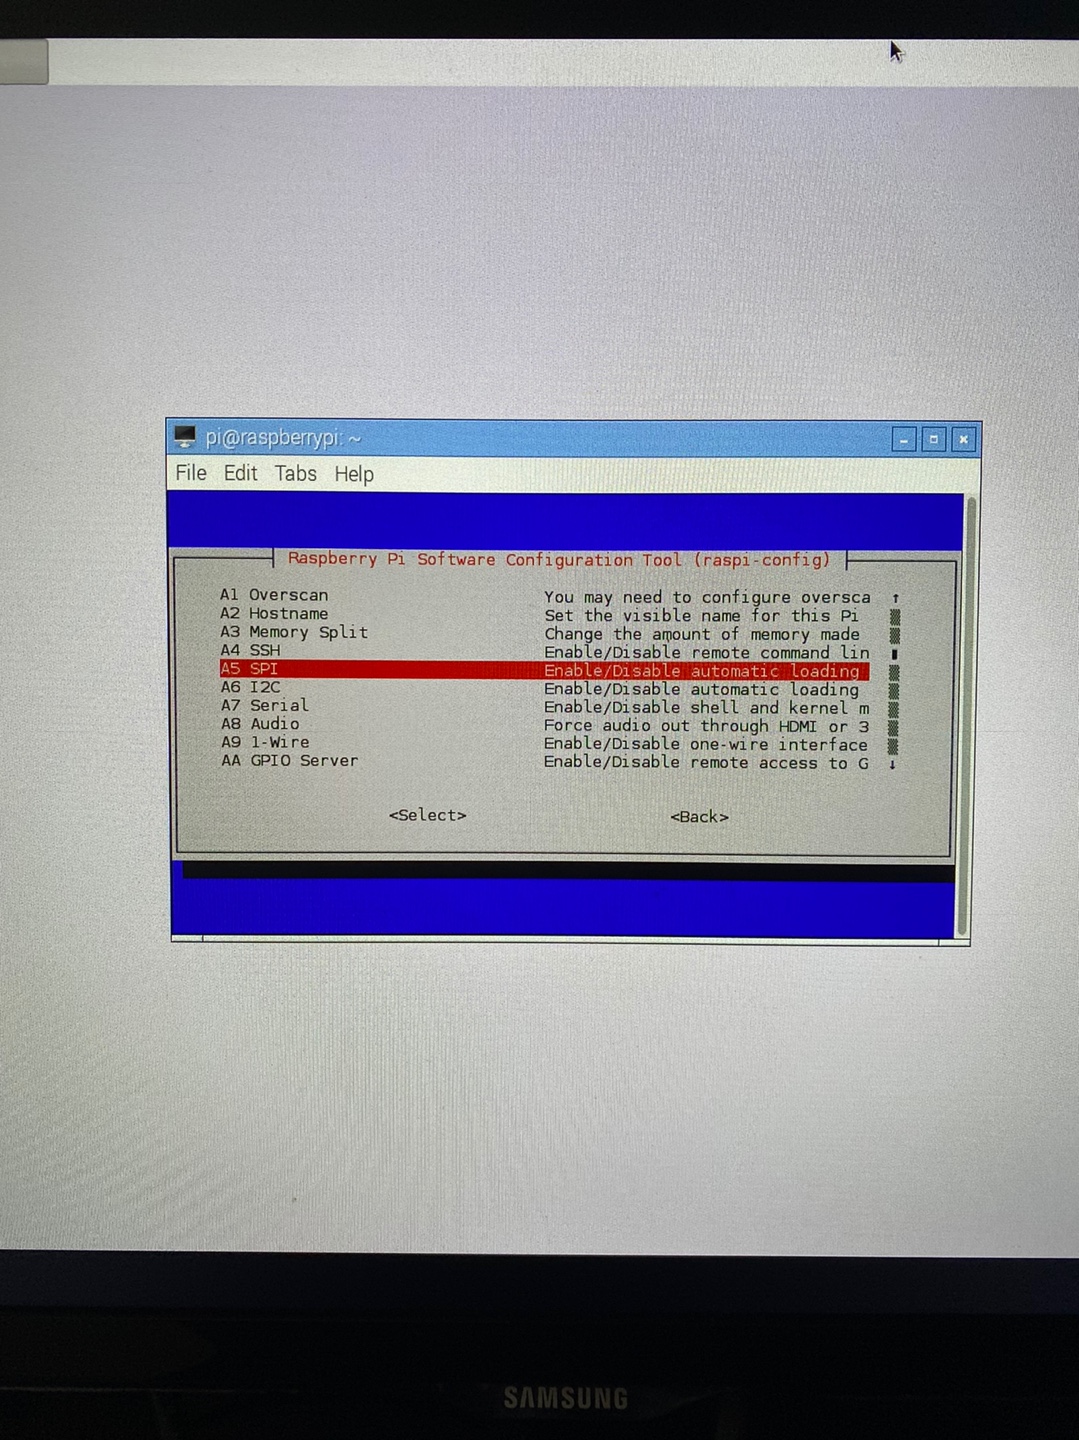 pi@raspberrypi: ~
File Edit Tabs Help
Raspberry Pi Software Configuration Tool (raspi-config)
A1 Overscan You may need to configure oversca
A2 Hostname Set the visible name for this Pi
A3 Memory Split Change the amount of memory made
A4 SSH Enable/Disable remote command lin
A5 SPI Enable/Disable automatic loading
A6 I2C Enable/Disable automatic loading
A7 Serial Enable/Disable shell and kernel m
A8 Audio Force audio out through HDMI or 3
A9 1-Wire Enable/Disable one-wire interface
AA GPIO Server Enable/Disable remote access to G
<Select> <Back>
SAMSUNG